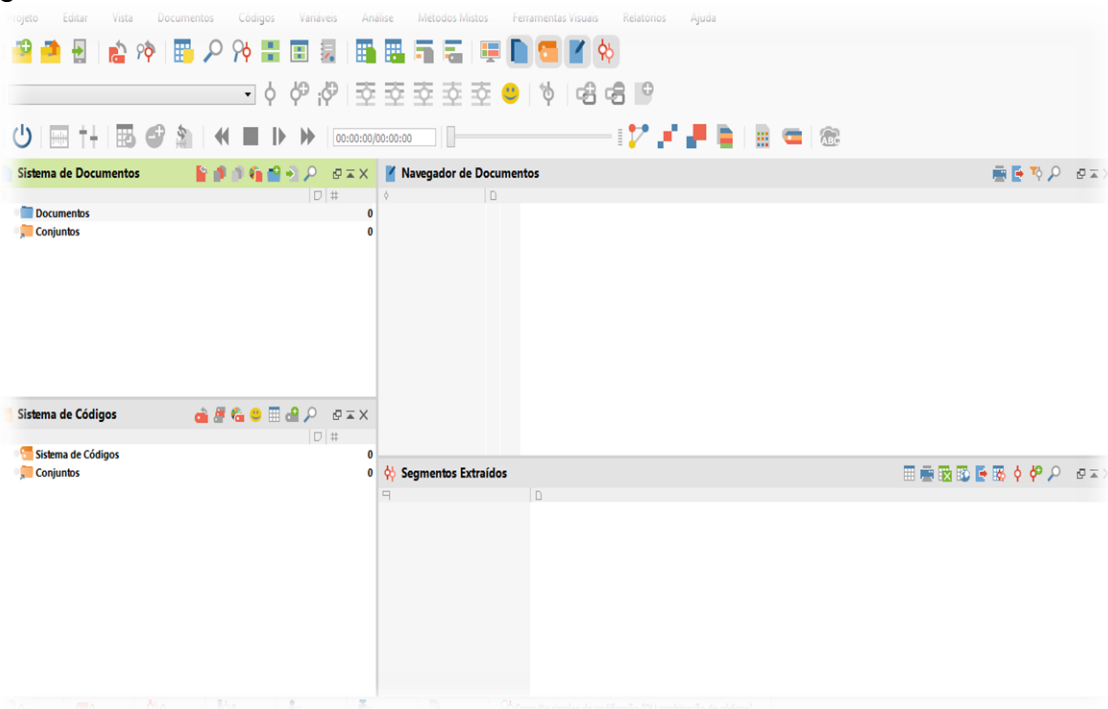 Projeto Editar Vista Documentos Códigos Variáveis Análise Métodos Mistos Ferramentas Visuais Relatórios Ajuda
00:00:00/00:00:00
ABC
Sistema de Documentos
#
Documentos 0
Conjuntos 0
Navegador de Documentos
Sistema de Códigos
#
Sistema de Códigos 0
Conjuntos 0
Segmentos Extraídos